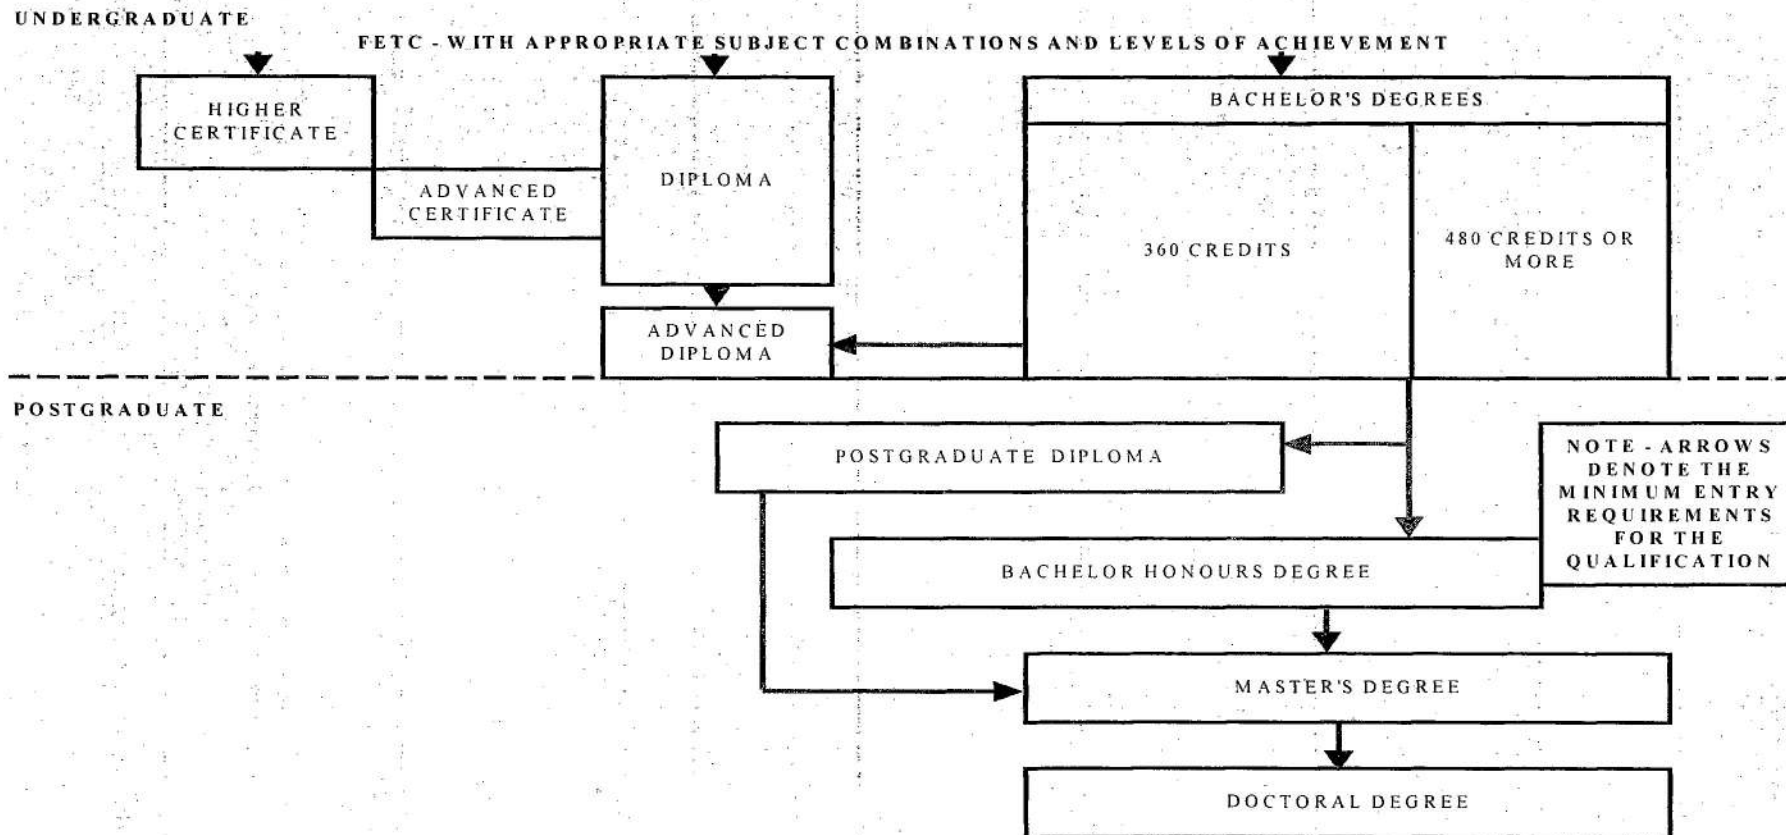 UNDERGRADUATE
FETC - WITH APPROPRIATE SUBJECT COMBINATIONS AND LEVELS OF ACHIEVEMENT
HIGHER
CERTIFICATE
ADVANCED
CERTIFICATE
DIPLOMA
BACHELOR'S DEGREES
360 CREDITS
480 CREDITS OR
MORE
ADVANCED
DIPLOMA
POSTGRADUATE
POSTGRADUATE DIPLOMA
NOTE - ARROWS
DENOTE THE
MINIMUM ENTRY
REQUIREMENTS
FOR THE
QUALIFICATION
BACHELOR HONOURS DEGREE
MASTER'S DEGREE
DOCTORAL DEGREE